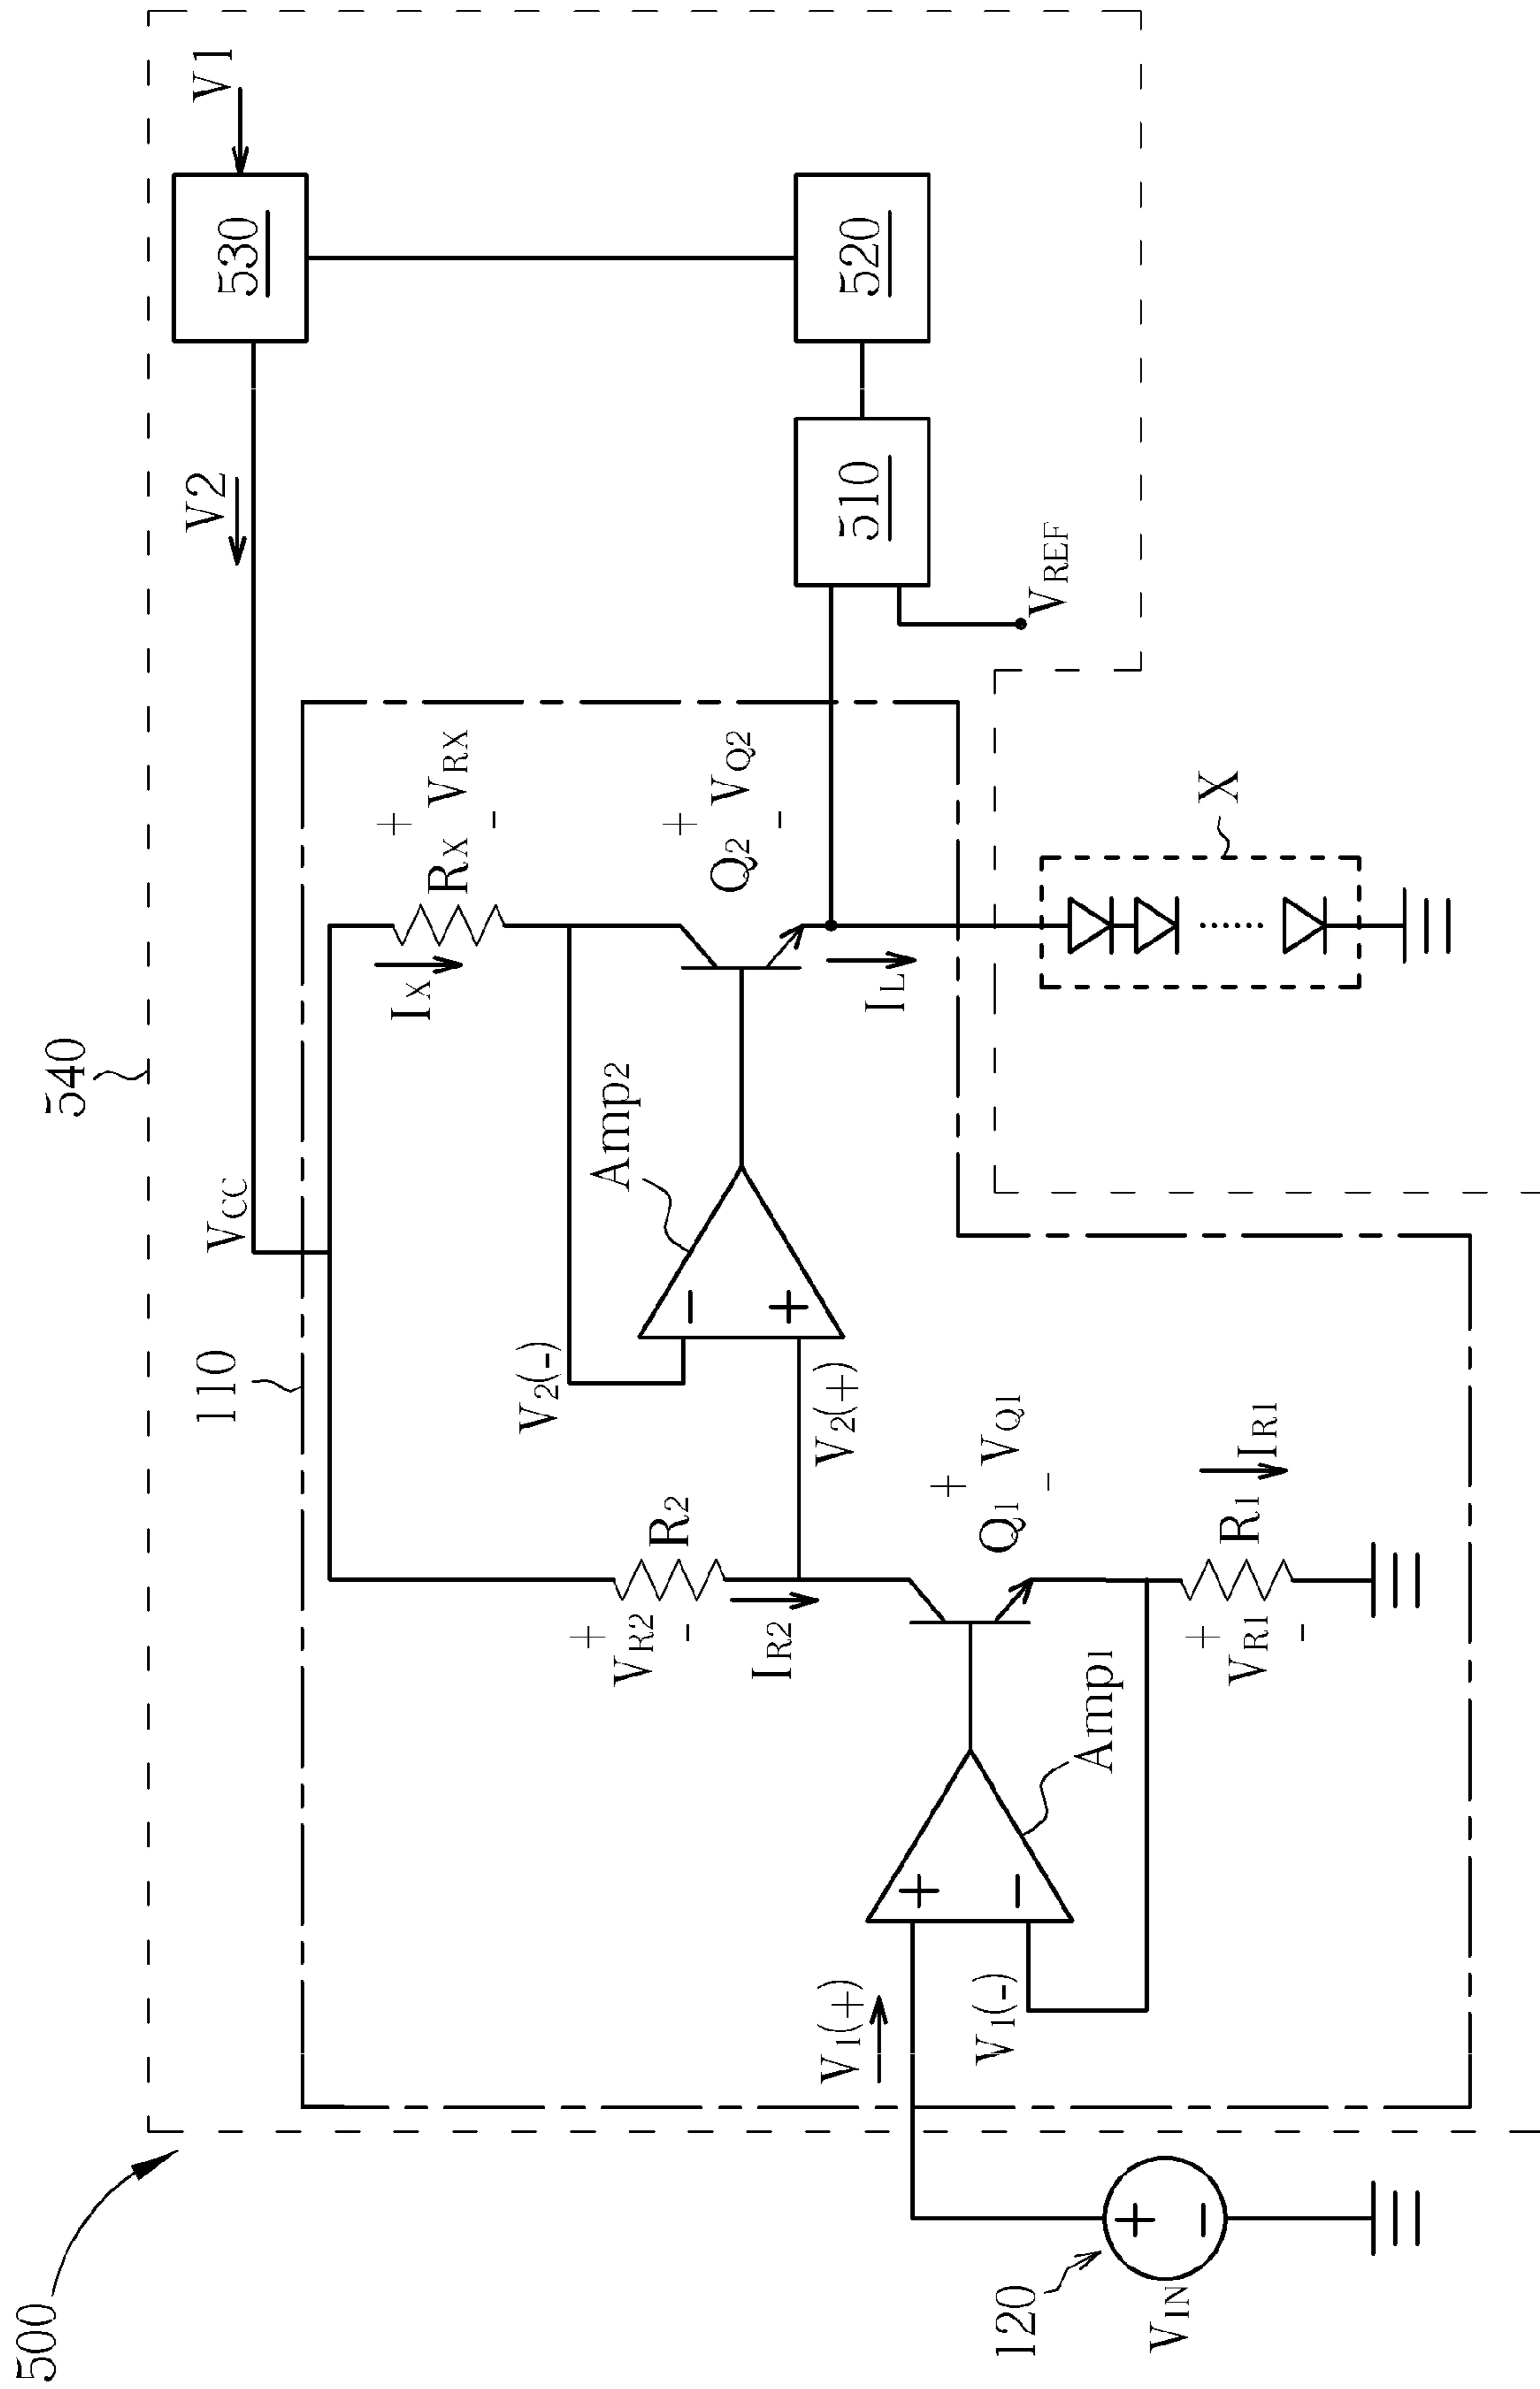 500
540
110
VCC
V2
V1
530
520
510
VREF
IX
RX
+
VRX
-
+
VR2
-
R2
IR2
V2(-)
V2(+)
-
+
Amp2
Q2
+
VQ2
-
IL
X
V1(+)
V1(-)
+
-
Amp1
Q1
+
VQ1
-
+
VR1
-
R1
IR1
120
VIN
+
-